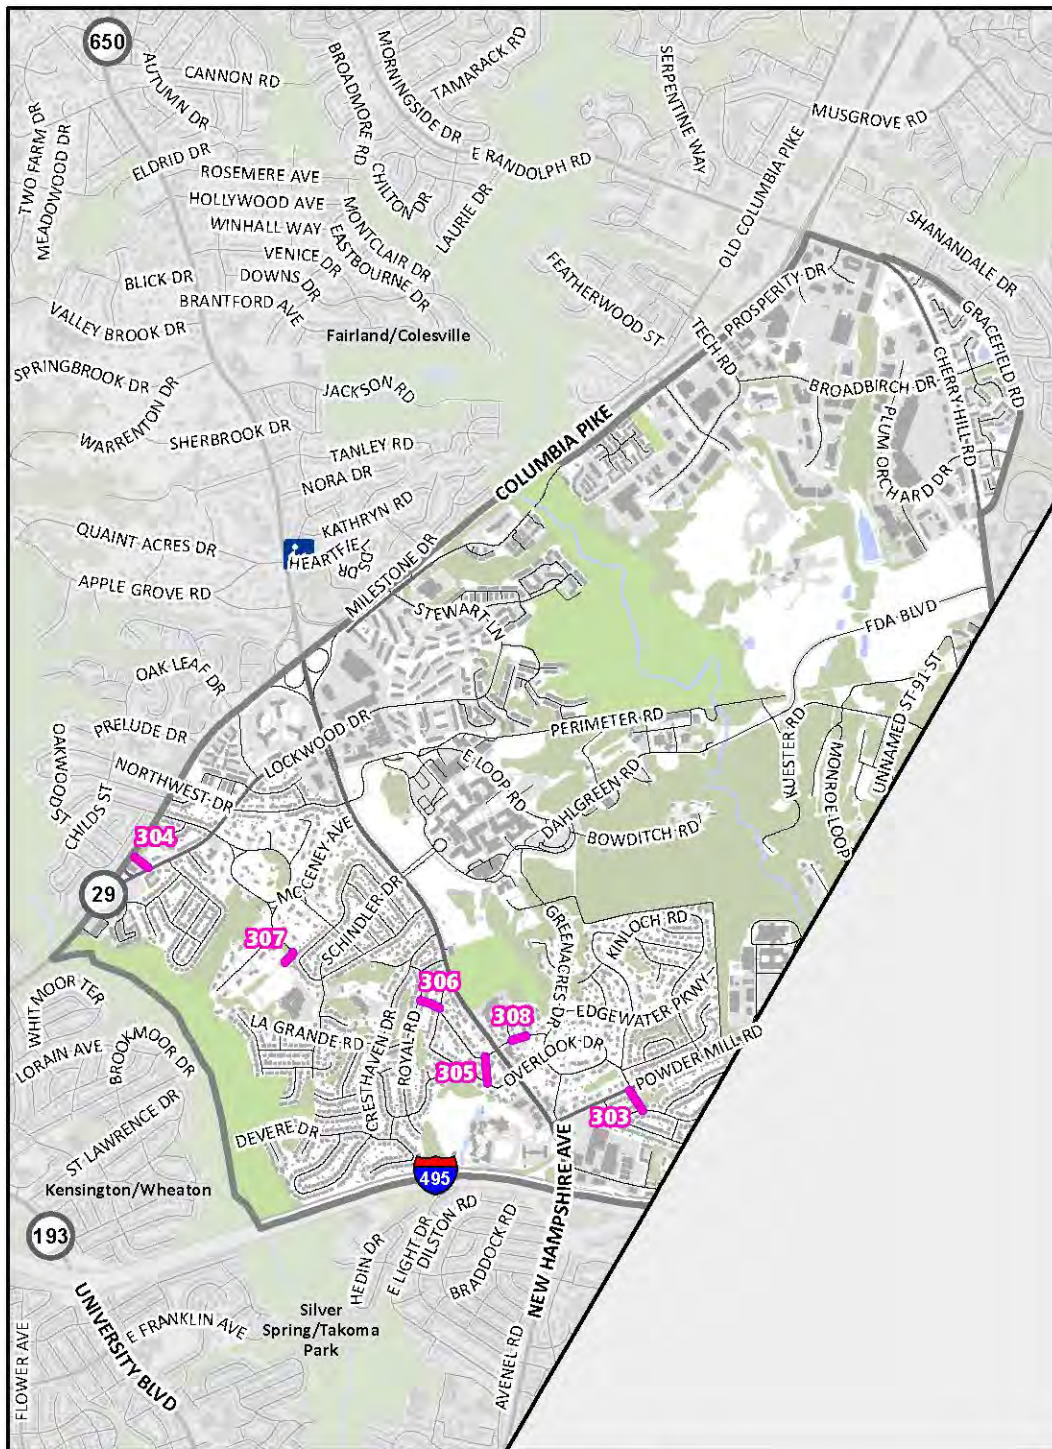 650
CANNON RD
AUTUMN DR
BROADMORE RD
MORNINGSIDE DR
TAMARACK RD
SERPENTINE WAY
MUSGROVE RD
TWO FARM DR
MEADOWOOD DR
ELDRID DR
E RANDOLPH RD
OLD COLUMBIA PIKE
ROSEMERE AVE
CHILTON DR
HOLLYWOOD AVE
MONTCLAIR DR
LAURIE DR
WINHALL WAY
EASTBOURNE DR
SHANANDALE DR
VENICE DR
BLICK DR
DOWNS DR
BRANTFORD AVE
FEATHERWOOD ST
PROSPERITY DR
VALLEY BROOK DR
Fairland/Colesville
TECH RD
GRACEFIELD RD
CHERRY HILL RD
SPRINGBROOK DR
JACKSON RD
BROADBIRCH DR
WARRENTON DR
SHERBROOK DR
PLUM ORCHARD DR
TANLEY RD
COLUMBIA PIKE
NORA DR
KATHRYN RD
QUAINT ACRES DR
HEARTFIE
LDS DR
MILESTONE DR
APPLE GROVE RD
STEWART LN
FDA BLVD
OAK LEAF DR
UNNAMED ST-91 ST
PRELUDE DR
PERIMETER RD
OAKWOOD ST
LOCKWOOD DR
KUESTER RD
NORTHWEST DR
E LOOP RD
MONROE LOOP
CHILDS ST
DAHLGREEN RD
BOWDITCH RD
304
MCCENEY AVE
29
SCHINDLER DR
307
GREENACRES DR
KINLOCH RD
306
WHITMOOR TER
308
EDGEWATER PKWY
LA GRANDE RD
CRESTHAVEN DR
ROYAL RD
LORAIN AVE
BROOKMOOR DR
305
OVERLOOK DR
POWDER MILL RD
303
ST LAWRENCE DR
DEVERE DR
NEW HAMPSHIRE AVE
495
Kensington/Wheaton
193
HEDIN DR
E LIGHT DR
DILSTON RD
BRADDOCK RD
UNIVERSITY BLVD
E FRANKLIN AVE
Silver
Spring/Takoma
Park
FLOWER AVE
AVENEL RD